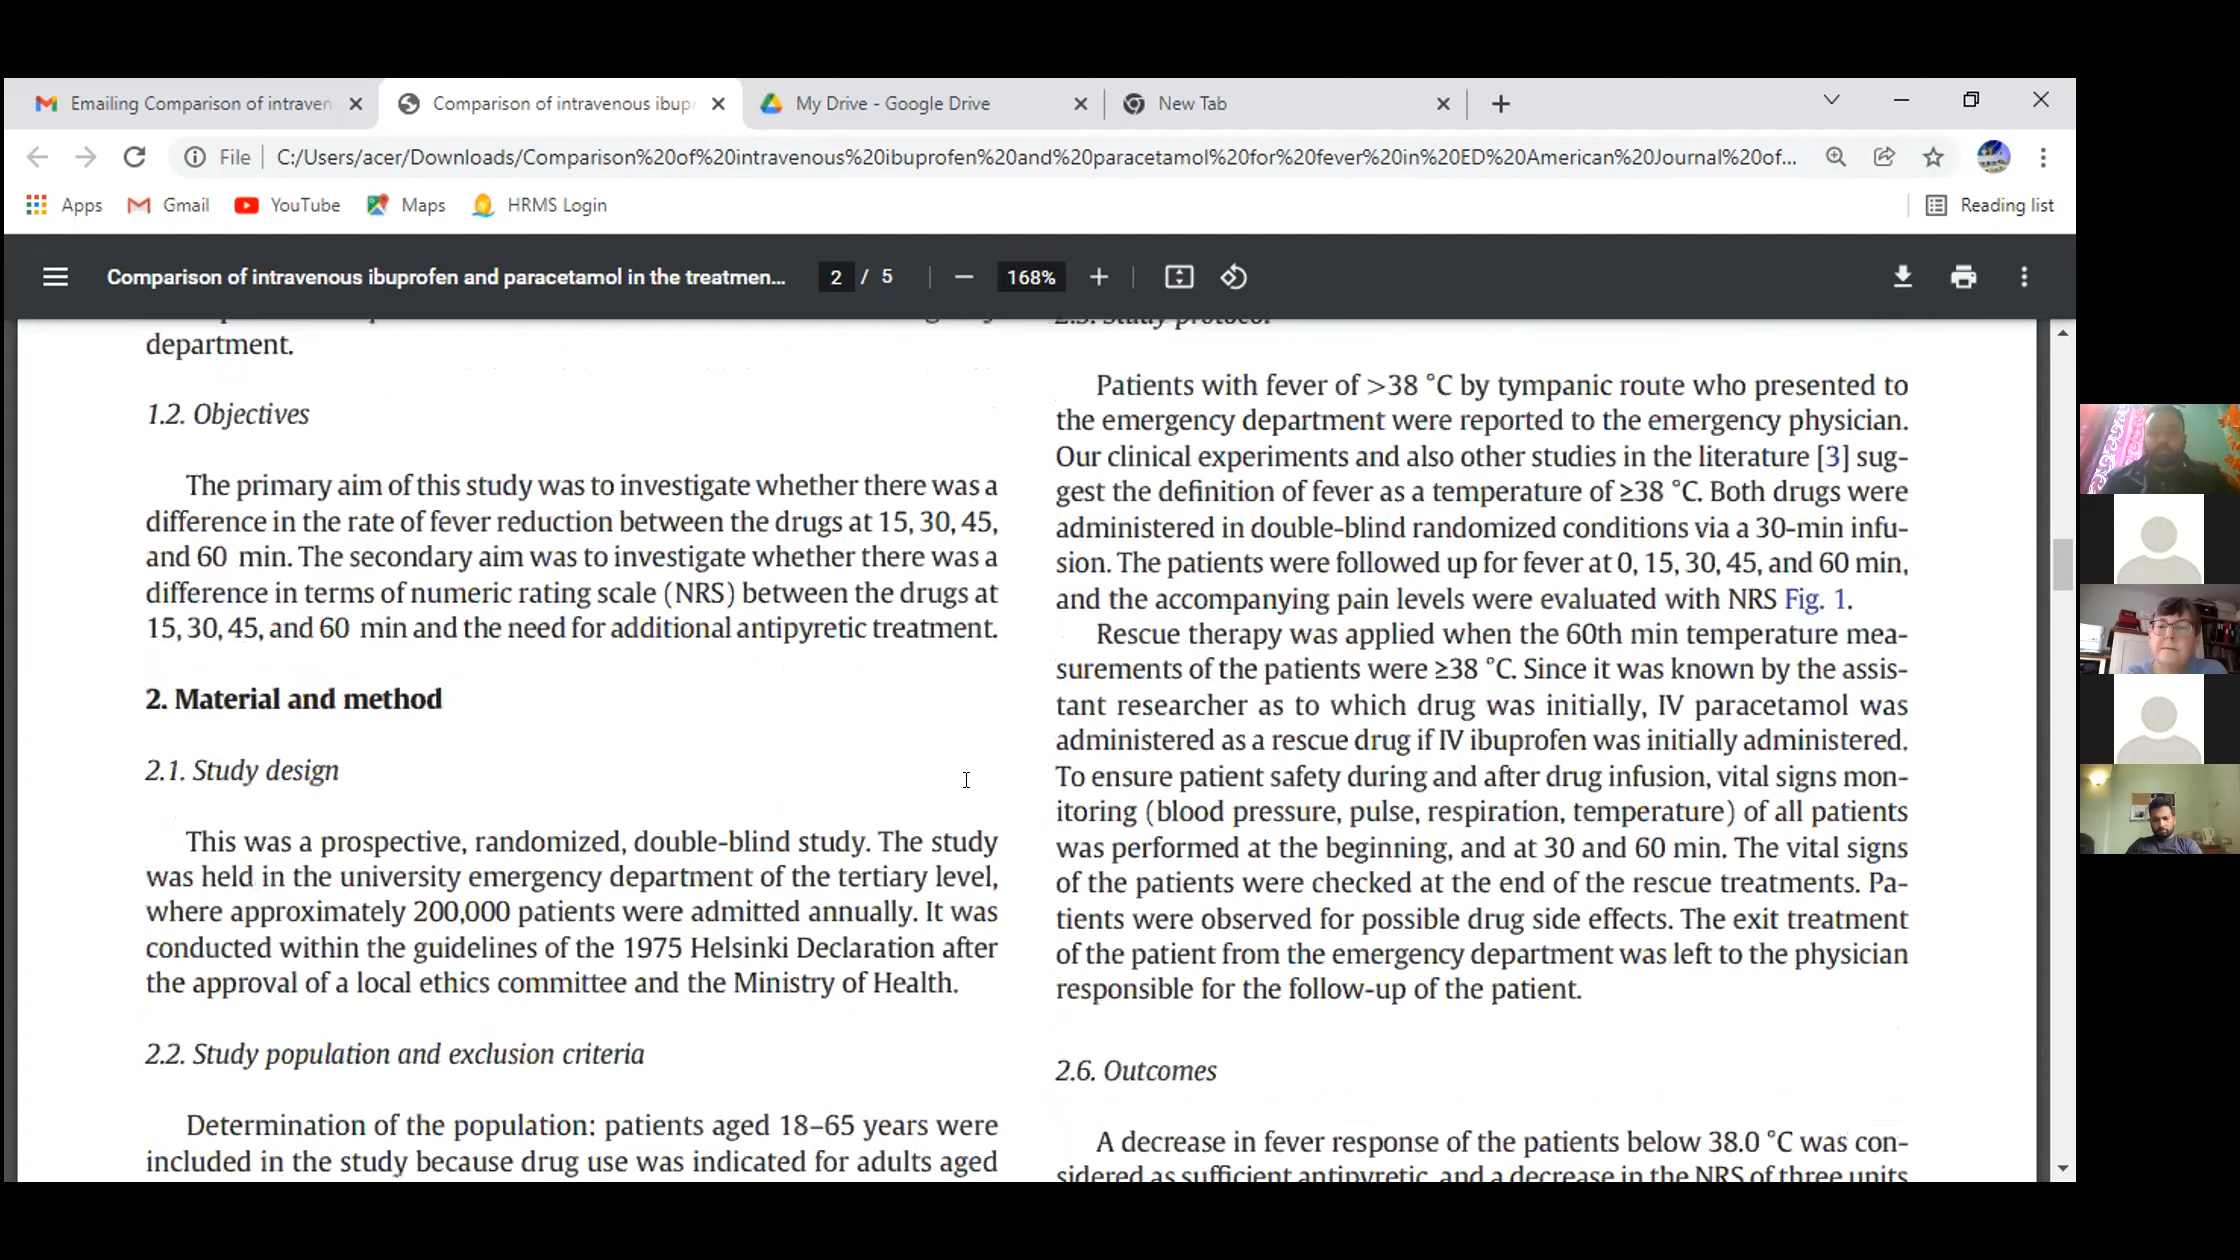 Emailing Comparison of intraven
Comparison of intravenous ibup
My Drive - Google Drive
New Tab
File
C:/Users/acer/Downloads/Comparison%20of%20intravenous%20ibuprofen%20and%20paracetamol%20for%20fever%20in%20ED%20American%20Journal%20of...
Apps
Gmail
YouTube
Maps
HRMS Login
Reading list
Comparison of intravenous ibuprofen and paracetamol in the treatmen...
2 / 5
168%
department.
1.2. Objectives
The primary aim of this study was to investigate whether there was a
difference in the rate of fever reduction between the drugs at 15, 30, 45,
and 60 min. The secondary aim was to investigate whether there was a
difference in terms of numeric rating scale (NRS) between the drugs at
15, 30, 45, and 60 min and the need for additional antipyretic treatment.
2. Material and method
2.1. Study design
This was a prospective, randomized, double-blind study. The study
was held in the university emergency department of the tertiary level,
where approximately 200,000 patients were admitted annually. It was
conducted within the guidelines of the 1975 Helsinki Declaration after
the approval of a local ethics committee and the Ministry of Health.
2.2. Study population and exclusion criteria
Determination of the population: patients aged 18–65 years were
included in the study because drug use was indicated for adults aged
Study protocol
Patients with fever of >38 °C by tympanic route who presented to
the emergency department were reported to the emergency physician.
Our clinical experiments and also other studies in the literature [3] sug-
gest the definition of fever as a temperature of ≥38 °C. Both drugs were
administered in double-blind randomized conditions via a 30-min infu-
sion. The patients were followed up for fever at 0, 15, 30, 45, and 60 min,
and the accompanying pain levels were evaluated with NRS Fig. 1.
Rescue therapy was applied when the 60th min temperature mea-
surements of the patients were ≥38 °C. Since it was known by the assis-
tant researcher as to which drug was initially, IV paracetamol was
administered as a rescue drug if IV ibuprofen was initially administered.
To ensure patient safety during and after drug infusion, vital signs mon-
itoring (blood pressure, pulse, respiration, temperature) of all patients
was performed at the beginning, and at 30 and 60 min. The vital signs
of the patients were checked at the end of the rescue treatments. Pa-
tients were observed for possible drug side effects. The exit treatment
of the patient from the emergency department was left to the physician
responsible for the follow-up of the patient.
2.6. Outcomes
A decrease in fever response of the patients below 38.0 °C was con-
sidered as sufficient antipyretic, and a decrease in the NRS of three units